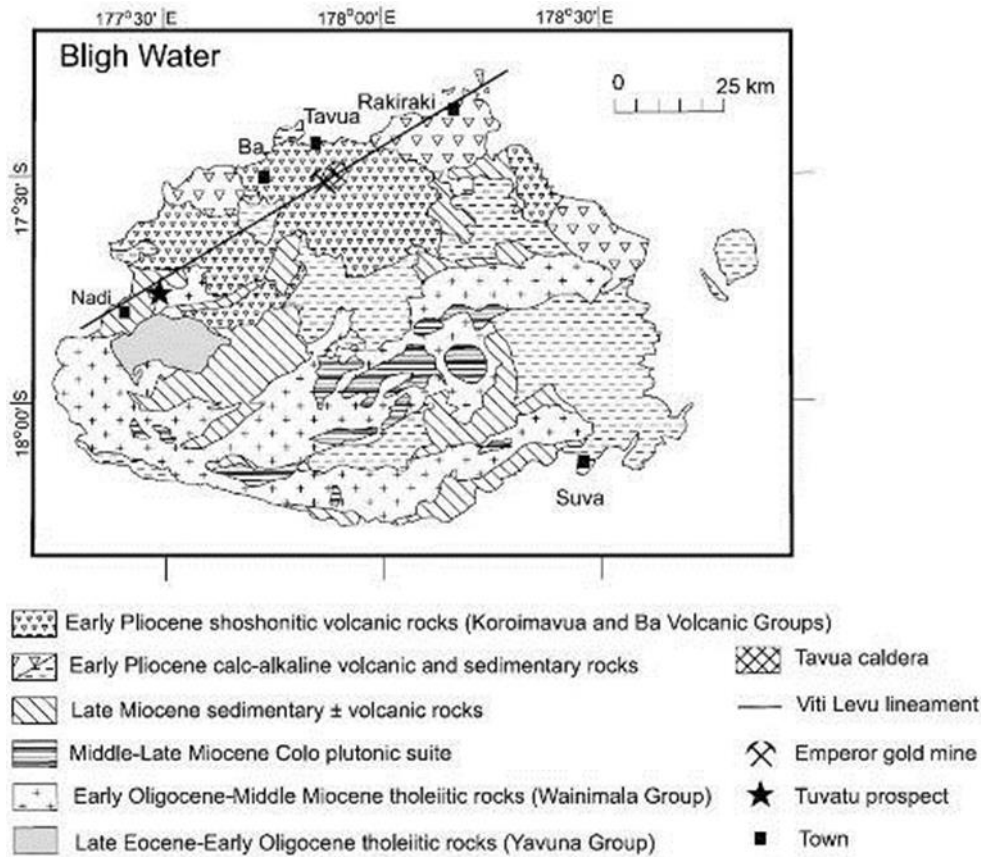 177°30' E 178°00' E 178°30' E
Bligh Water
0 25 km
Rakiraki
Tavua
Ba
17°30' S
Nadi
18°00' S
Suva
Early Pliocene shoshonitic volcanic rocks (Koroimavua and Ba Volcanic Groups)
Early Pliocene calc-alkaline volcanic and sedimentary rocks
Late Miocene sedimentary ± volcanic rocks
Middle-Late Miocene Colo plutonic suite
Early Oligocene-Middle Miocene tholeiitic rocks (Wainimala Group)
Late Eocene-Early Oligocene tholeiitic rocks (Yavuna Group)
Tavua caldera
Viti Levu lineament
Emperor gold mine
Tuvatu prospect
Town